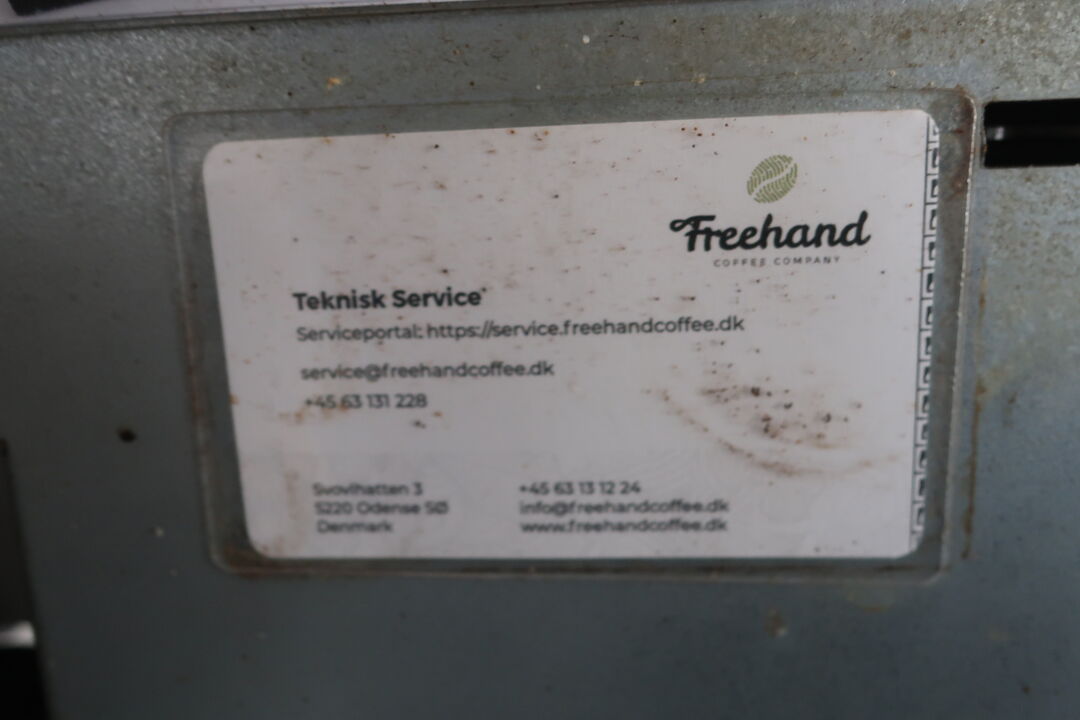 Freehand
COFFEE COMPANY
Teknisk Service
Serviceportal: https://service.freehandcoffee.dk
service@freehandcoffee.dk
+45 63 131 228
Svovlhatten 3
5220 Odense SØ
Denmark
+45 63 13 12 24
info@freehandcoffee.dk
www.freehandcoffee.dk